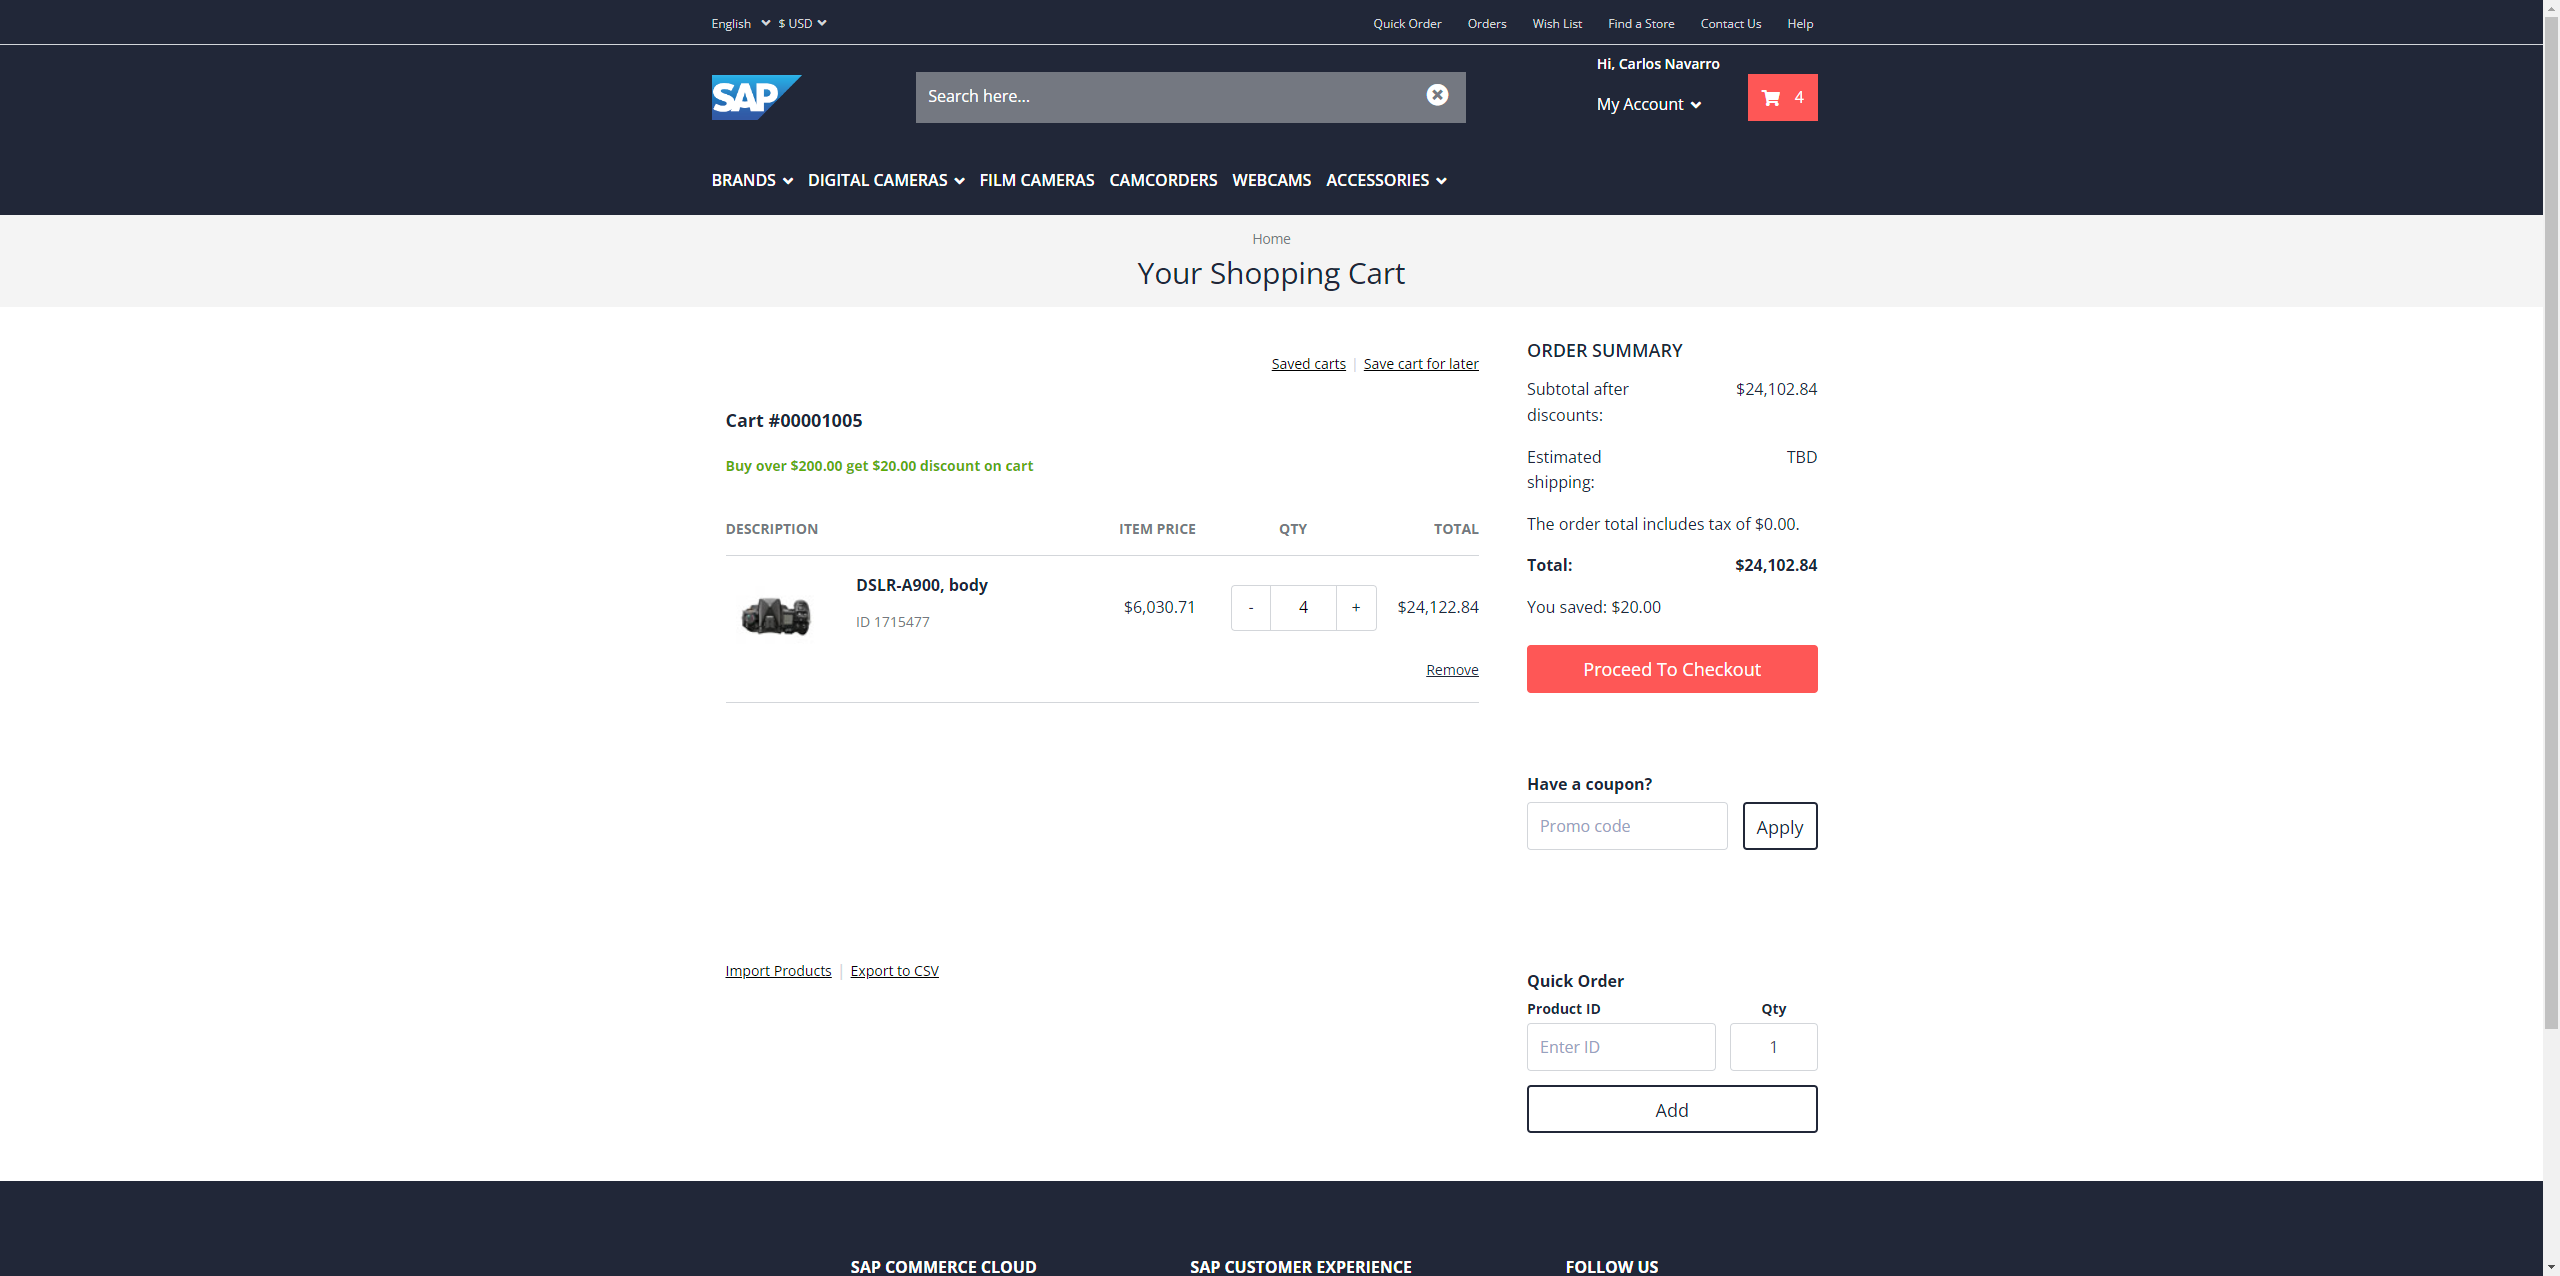 English $ USD Quick Order Orders Wish List Find a Store Contact Us Help
Hi, Carlos Navarro
SAP Search here... My Account 4
BRANDS DIGITAL CAMERAS FILM CAMERAS CAMCORDERS WEBCAMS ACCESSORIES
Home
Your Shopping Cart
Saved carts | Save cart for later
Cart #00001005
Buy over $200.00 get $20.00 discount on cart
DESCRIPTION ITEM PRICE QTY TOTAL
DSLR-A900, body
$6,030.71 - 4 + $24,122.84
ID 1715477
Remove
Import Products | Export to CSV
ORDER SUMMARY
Subtotal after $24,102.84
discounts:
Estimated TBD
shipping:
The order total includes tax of $0.00.
Total: $24,102.84
You saved: $20.00
Proceed To Checkout
Have a coupon?
Promo code Apply
Quick Order
Product ID Qty
Enter ID 1
Add
SAP COMMERCE CLOUD SAP CUSTOMER EXPERIENCE FOLLOW US